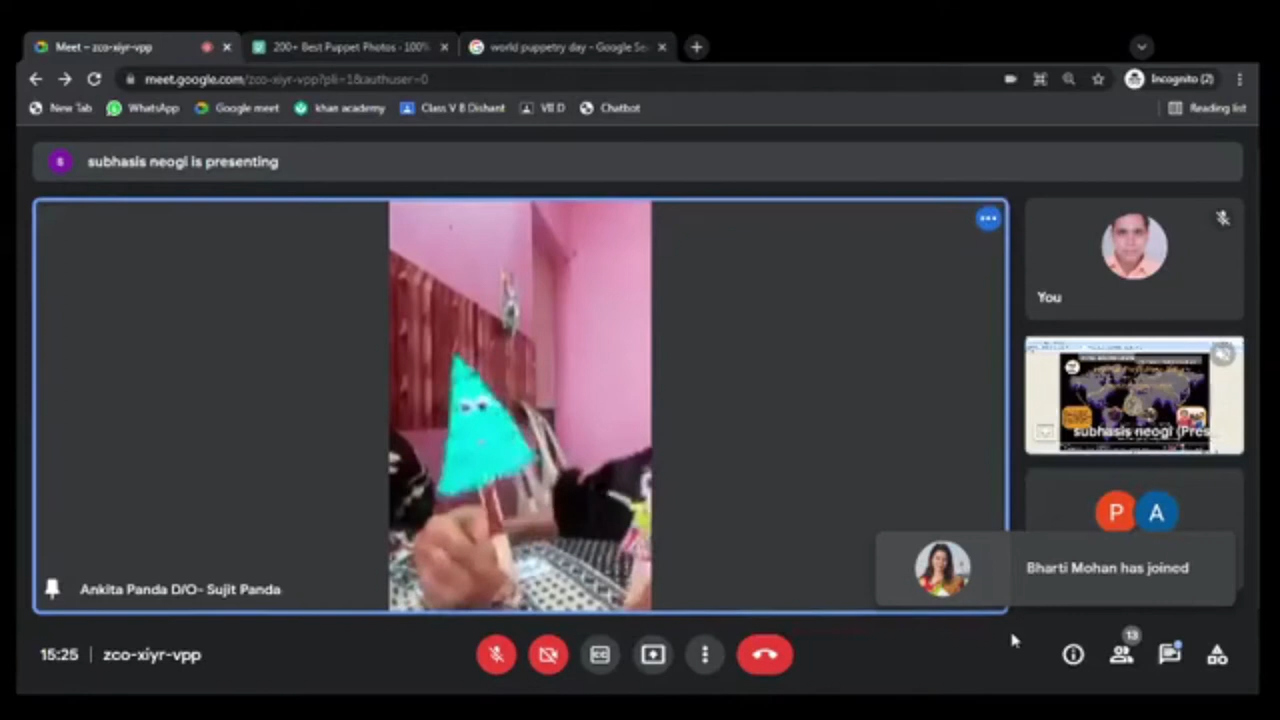 Meet – zco-xiyr-vpp
200+ Best Puppet Photos · 100%
world puppetry day - Google Se
meet.google.com/zco-xiyr-vpp?pli=1&authuser=0
Incognito (2)
New Tab
WhatsApp
Google meet
khan academy
Class V B Dishant
VII D
Chatbot
Reading list
S
subhasis neogi is presenting
You
subhasis neogi (Pres...
P
A
Bharti Mohan has joined
Ankita Panda D/O- Sujit Panda
15:25 | zco-xiyr-vpp
13